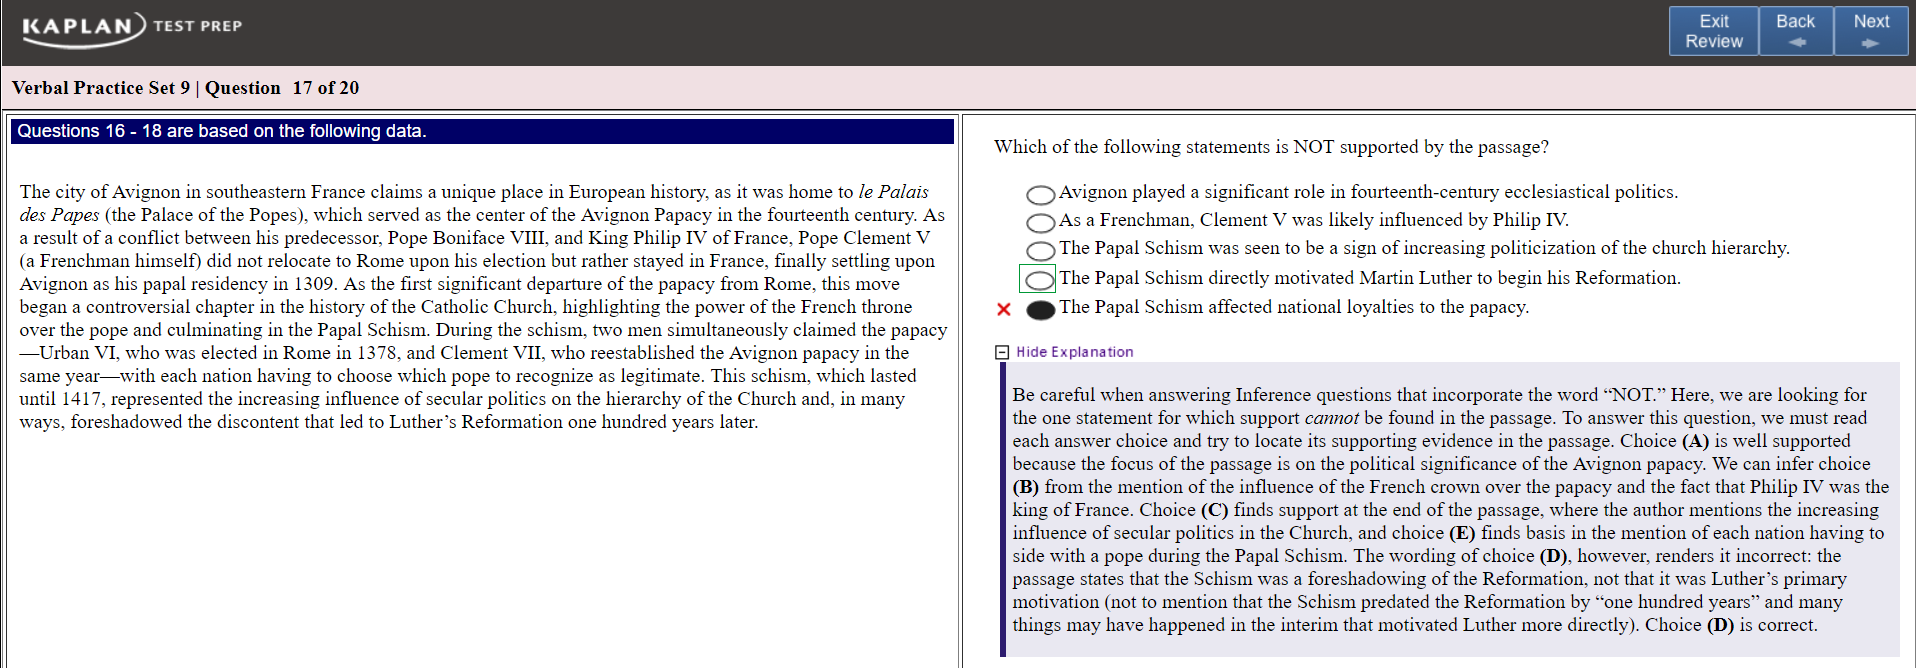 KAPLAN TEST PREP
Exit Review
Back
Next
Verbal Practice Set 9 | Question 17 of 20
Questions 16 - 18 are based on the following data.
The city of Avignon in southeastern France claims a unique place in European history, as it was home to le Palais
des Papes (the Palace of the Popes), which served as the center of the Avignon Papacy in the fourteenth century. As
a result of a conflict between his predecessor, Pope Boniface VIII, and King Philip IV of France, Pope Clement V
(a Frenchman himself) did not relocate to Rome upon his election but rather stayed in France, finally settling upon
Avignon as his papal residency in 1309. As the first significant departure of the papacy from Rome, this move
began a controversial chapter in the history of the Catholic Church, highlighting the power of the French throne
over the pope and culminating in the Papal Schism. During the schism, two men simultaneously claimed the papacy
—Urban VI, who was elected in Rome in 1378, and Clement VII, who reestablished the Avignon papacy in the
same year—with each nation having to choose which pope to recognize as legitimate. This schism, which lasted
until 1417, represented the increasing influence of secular politics on the hierarchy of the Church and, in many
ways, foreshadowed the discontent that led to Luther's Reformation one hundred years later.
Which of the following statements is NOT supported by the passage?
Avignon played a significant role in fourteenth-century ecclesiastical politics.
As a Frenchman, Clement V was likely influenced by Philip IV.
The Papal Schism was seen to be a sign of increasing politicization of the church hierarchy.
The Papal Schism directly motivated Martin Luther to begin his Reformation.
The Papal Schism affected national loyalties to the papacy.
Hide Explanation
Be careful when answering Inference questions that incorporate the word “NOT.” Here, we are looking for
the one statement for which support cannot be found in the passage. To answer this question, we must read
each answer choice and try to locate its supporting evidence in the passage. Choice (A) is well supported
because the focus of the passage is on the political significance of the Avignon papacy. We can infer choice
(B) from the mention of the influence of the French crown over the papacy and the fact that Philip IV was the
king of France. Choice (C) finds support at the end of the passage, where the author mentions the increasing
influence of secular politics in the Church, and choice (E) finds basis in the mention of each nation having to
side with a pope during the Papal Schism. The wording of choice (D), however, renders it incorrect: the
passage states that the Schism was a foreshadowing of the Reformation, not that it was Luther's primary
motivation (not to mention that the Schism predated the Reformation by “one hundred years” and many
things may have happened in the interim that motivated Luther more directly). Choice (D) is correct.